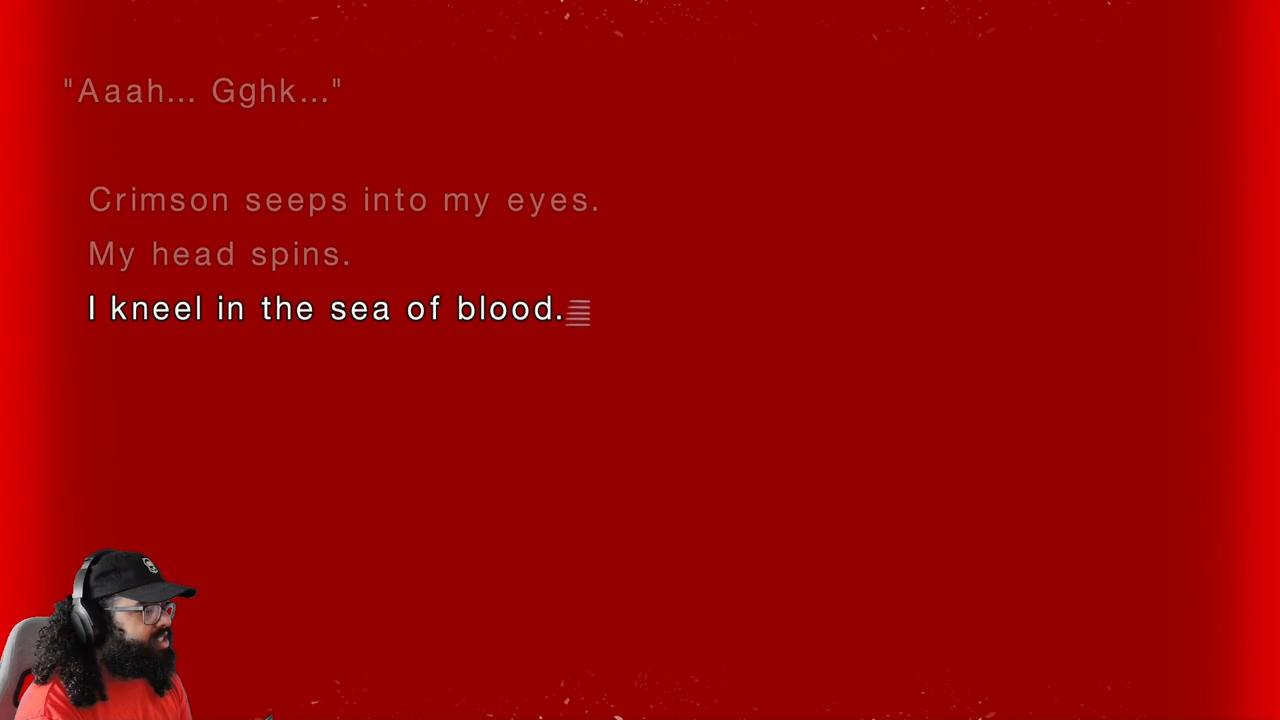 "Aaah... Gghk..."
Crimson seeps into my eyes.
My head spins.
I kneel in the sea of blood.